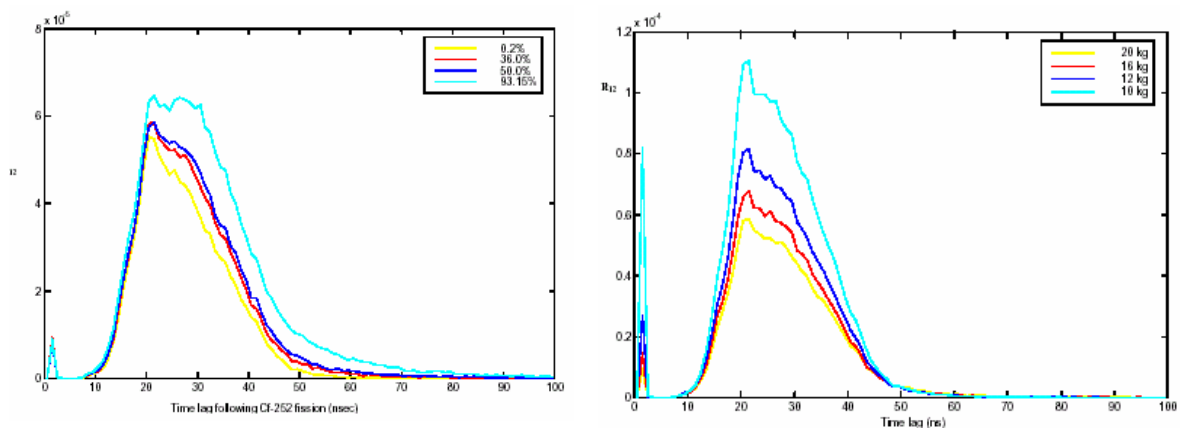 8 x 10⁻⁵
6
4
2
0
0 10 20 30 40 50 60 70 80 90 100
0.2%
36.0%
50.0%
93.15%
12
Time lag following Cf-252 fission (nsec)
1.2 x 10⁻⁴
1
0.8
0.6
0.4
0.2
0
0 10 20 30 40 50 60 70 80 90 100
R12
20 kg
16 kg
12 kg
10 kg
Time lag (ns)